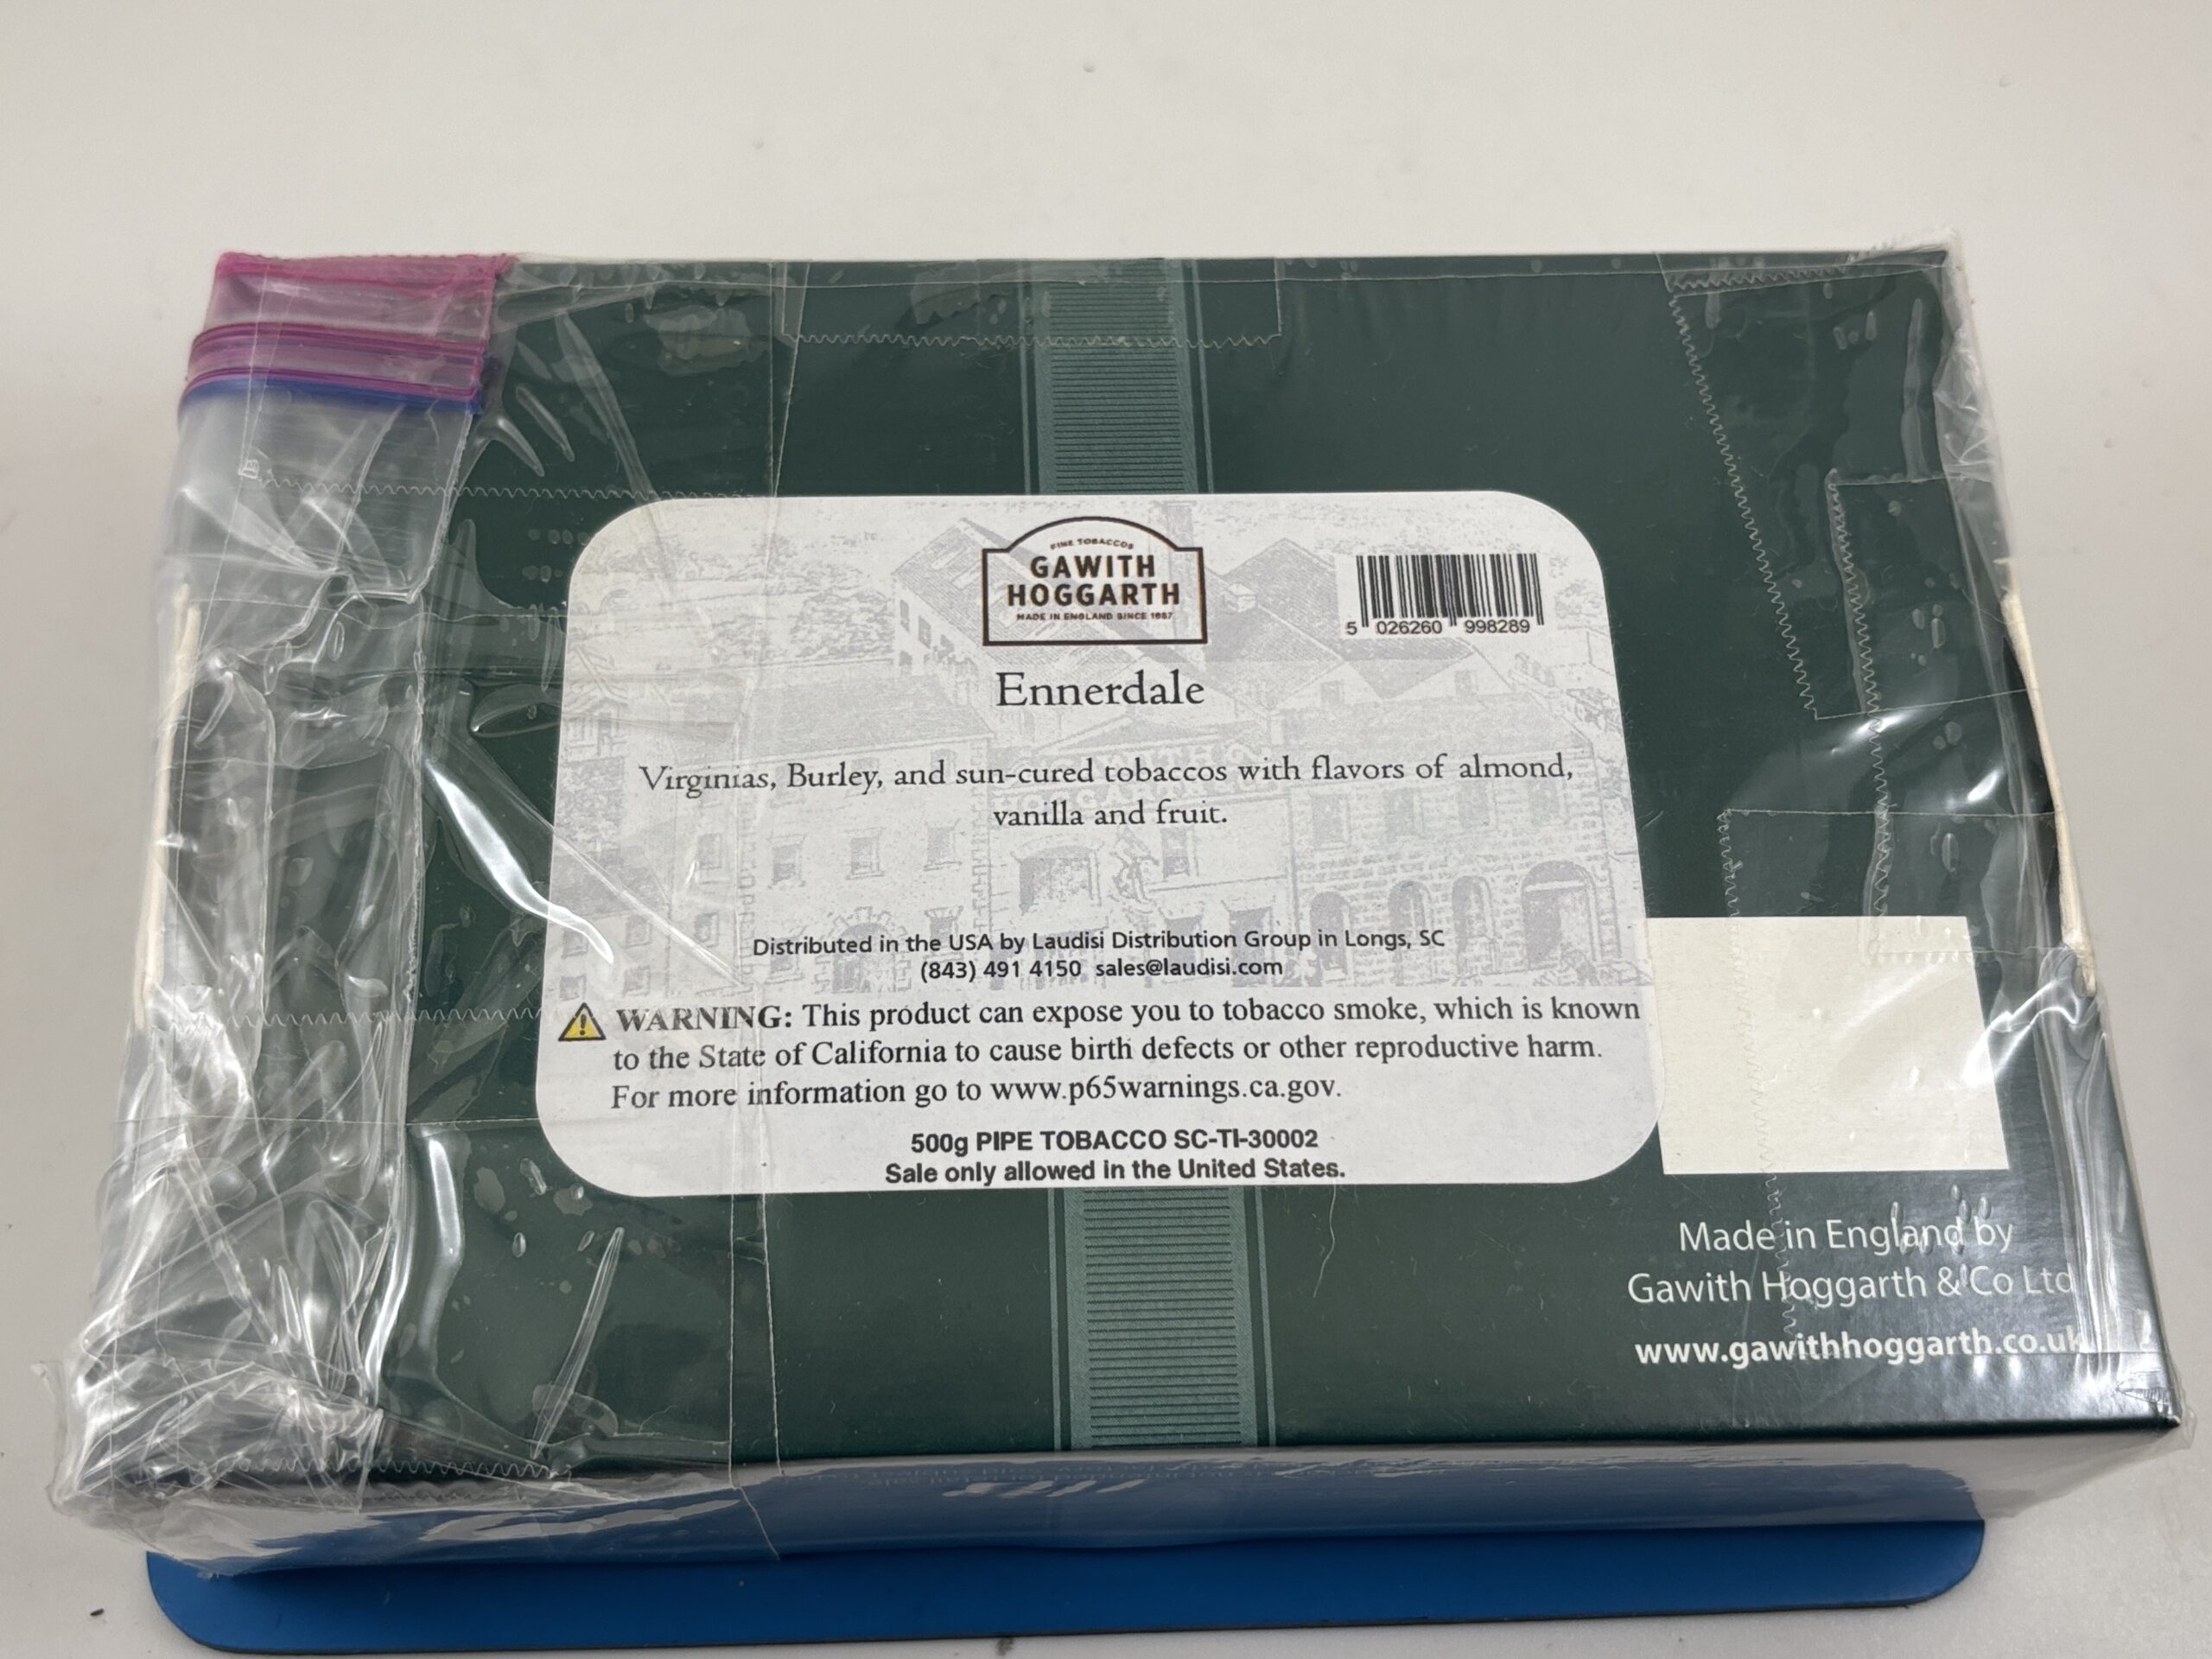 FINE TOBACCOS
GAWITH
HOGGARTH
MADE IN ENGLAND SINCE 1887
5 026260 998289
Ennerdale
Virginias, Burley, and sun-cured tobaccos with flavors of almond,
vanilla and fruit.
Distributed in the USA by Laudisi Distribution Group in Longs, SC
(843) 491 4150 sales@laudisi.com
WARNING: This product can expose you to tobacco smoke, which is known
to the State of California to cause birth defects or other reproductive harm.
For more information go to www.p65warnings.ca.gov.
500g PIPE TOBACCO SC-TI-30002
Sale only allowed in the United States.
Made in England by
Gawith Hoggarth & Co Ltd
www.gawithhoggarth.co.uk